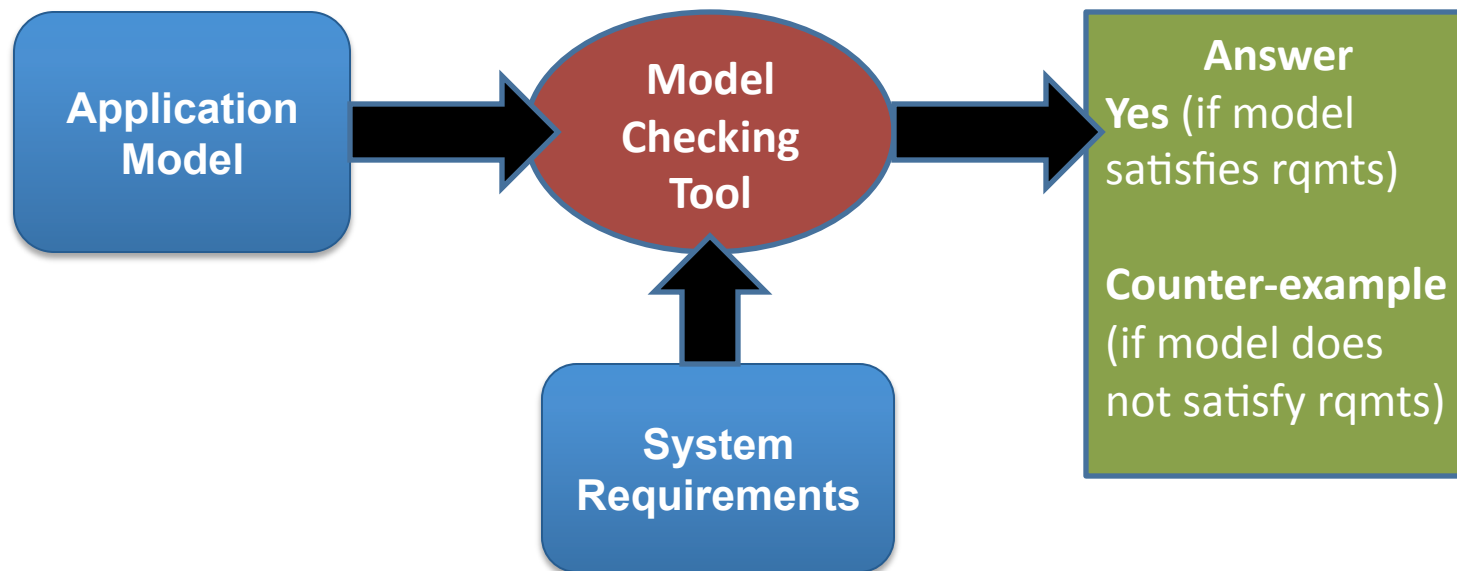 Application
Model
Model
Checking
Tool
System
Requirements
Answer
Yes (if model
satisfies rqmts)
Counter-example
(if model does
not satisfy rqmts)